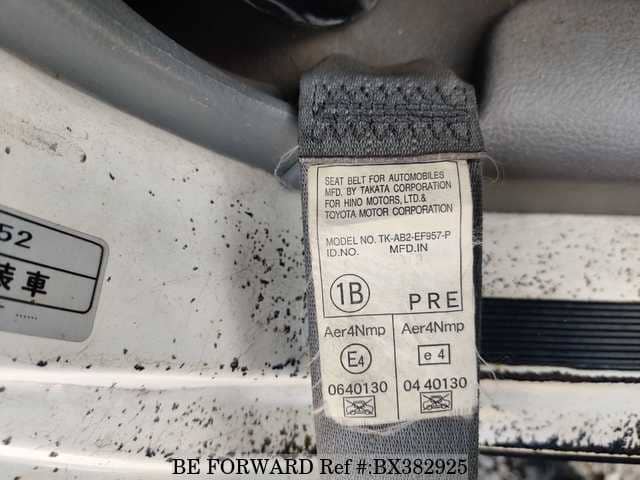 SEAT BELT FOR AUTOMOBILES
MFD. BY TAKATA CORPORATION
FOR HINO MOTORS, LTD.&
TOYOTA MOTOR CORPORATION
MODEL NO. TK-AB2-EF957-P
ID.NO. MFD.IN
1B PRE
Aer4Nmp Aer4Nmp
E4 e 4
0640130 04 40130
52
装車
BE FORWARD Ref #:BX382925